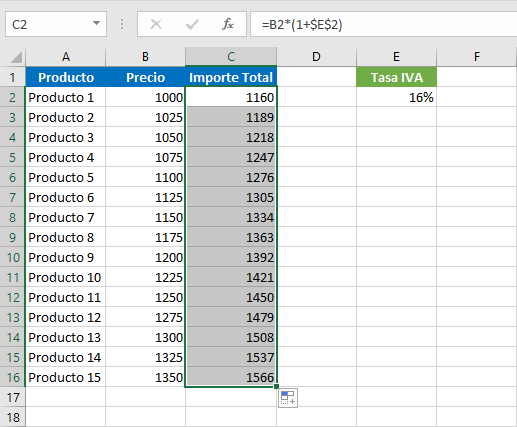 C2 fx =B2*(1+$E$2)
A B C D E F
1 Producto Precio Importe Total Tasa IVA
2 Producto 1 1000 1160 16%
3 Producto 2 1025 1189
4 Producto 3 1050 1218
5 Producto 4 1075 1247
6 Producto 5 1100 1276
7 Producto 6 1125 1305
8 Producto 7 1150 1334
9 Producto 8 1175 1363
10 Producto 9 1200 1392
11 Producto 10 1225 1421
12 Producto 11 1250 1450
13 Producto 12 1275 1479
14 Producto 13 1300 1508
15 Producto 14 1325 1537
16 Producto 15 1350 1566
17
18